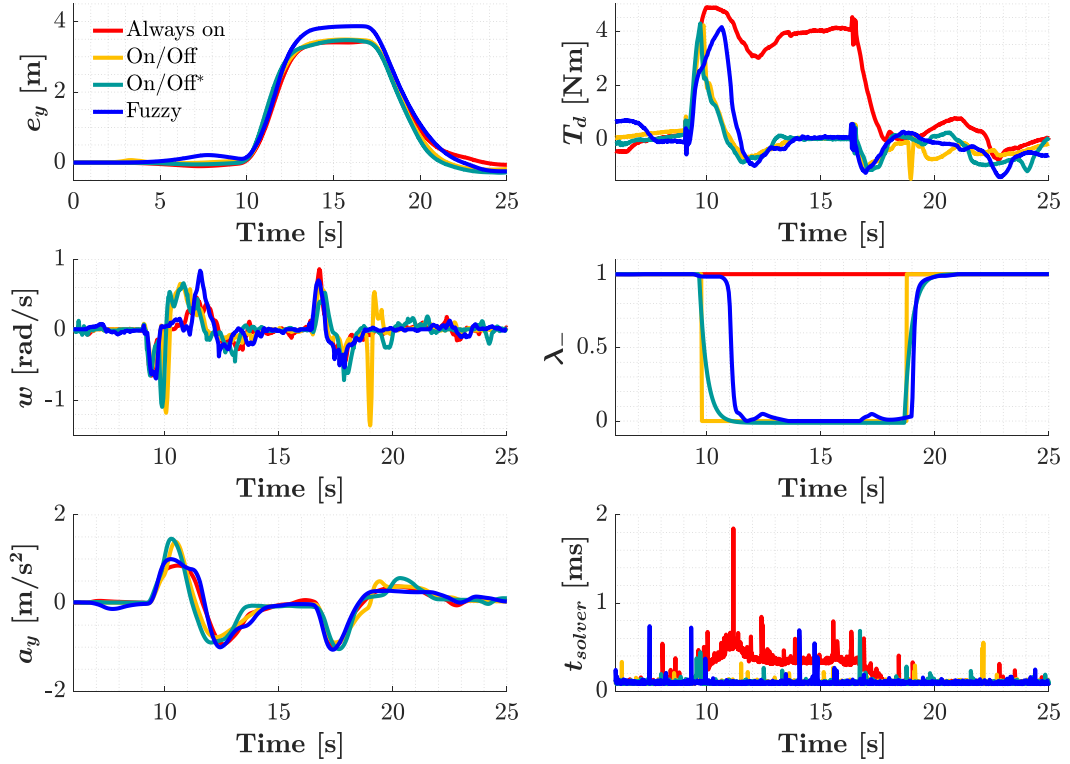 Always on
On/Off
On/Off*
Fuzzy
e_y [m]
4
2
0
0 5 10 15 20 25
Time [s]
T_d [Nm]
4
2
0
10 15 20 25
Time [s]
w [rad/s]
1
0
-1
10 15 20 25
Time [s]
λ_
1
0.5
0
10 15 20 25
Time [s]
a_y [m/s²]
2
0
-2
10 15 20 25
Time [s]
t_solver [ms]
2
1
0
10 15 20 25
Time [s]